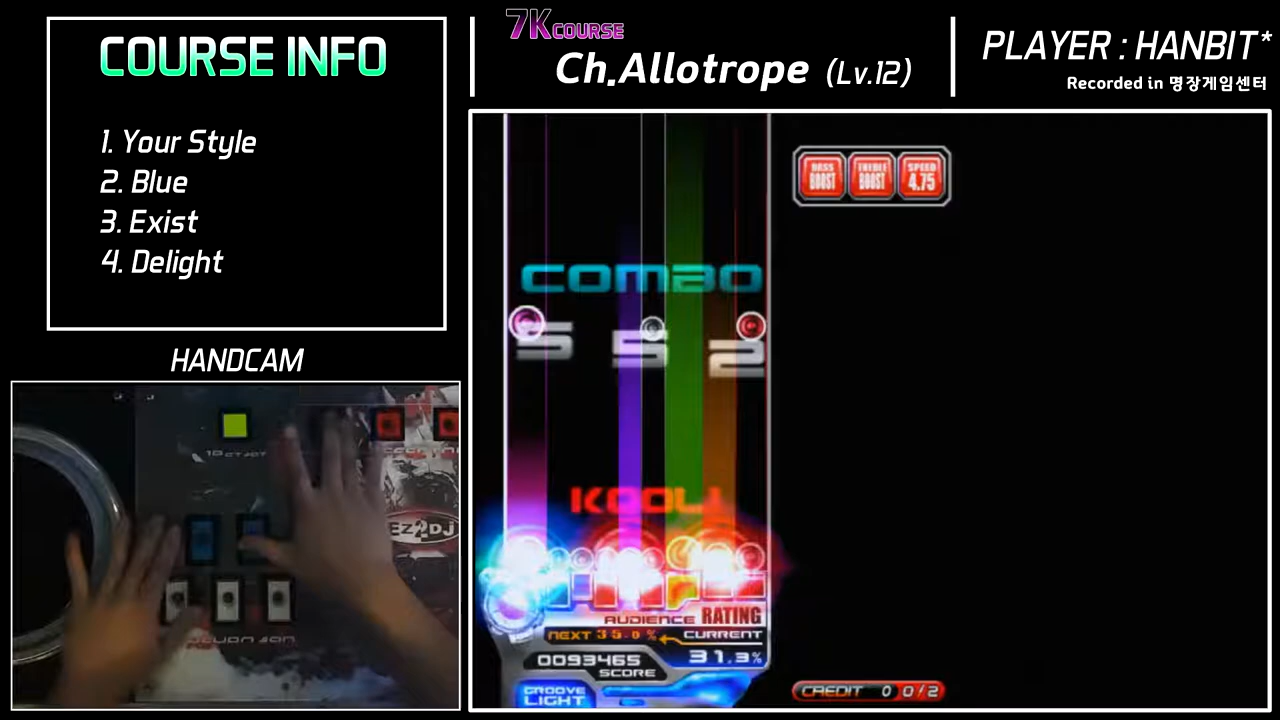 COURSE INFO
1. Your Style
2. Blue
3. Exist
4. Delight
HANDCAM
EZ2DJ
7K COURSE
Ch.Allotrope (Lv.12)
PLAYER : HANBIT*
Recorded in 명장게임센터
BASS BOOST
TREBLE BOOST
SPEED 4.75
COMBO
552
KOOL!
AUDIENCE RATING
NEXT 35.0 % CURRENT
31.3%
0093465
SCORE
GROOVE LIGHT
CREDIT 0 0/2